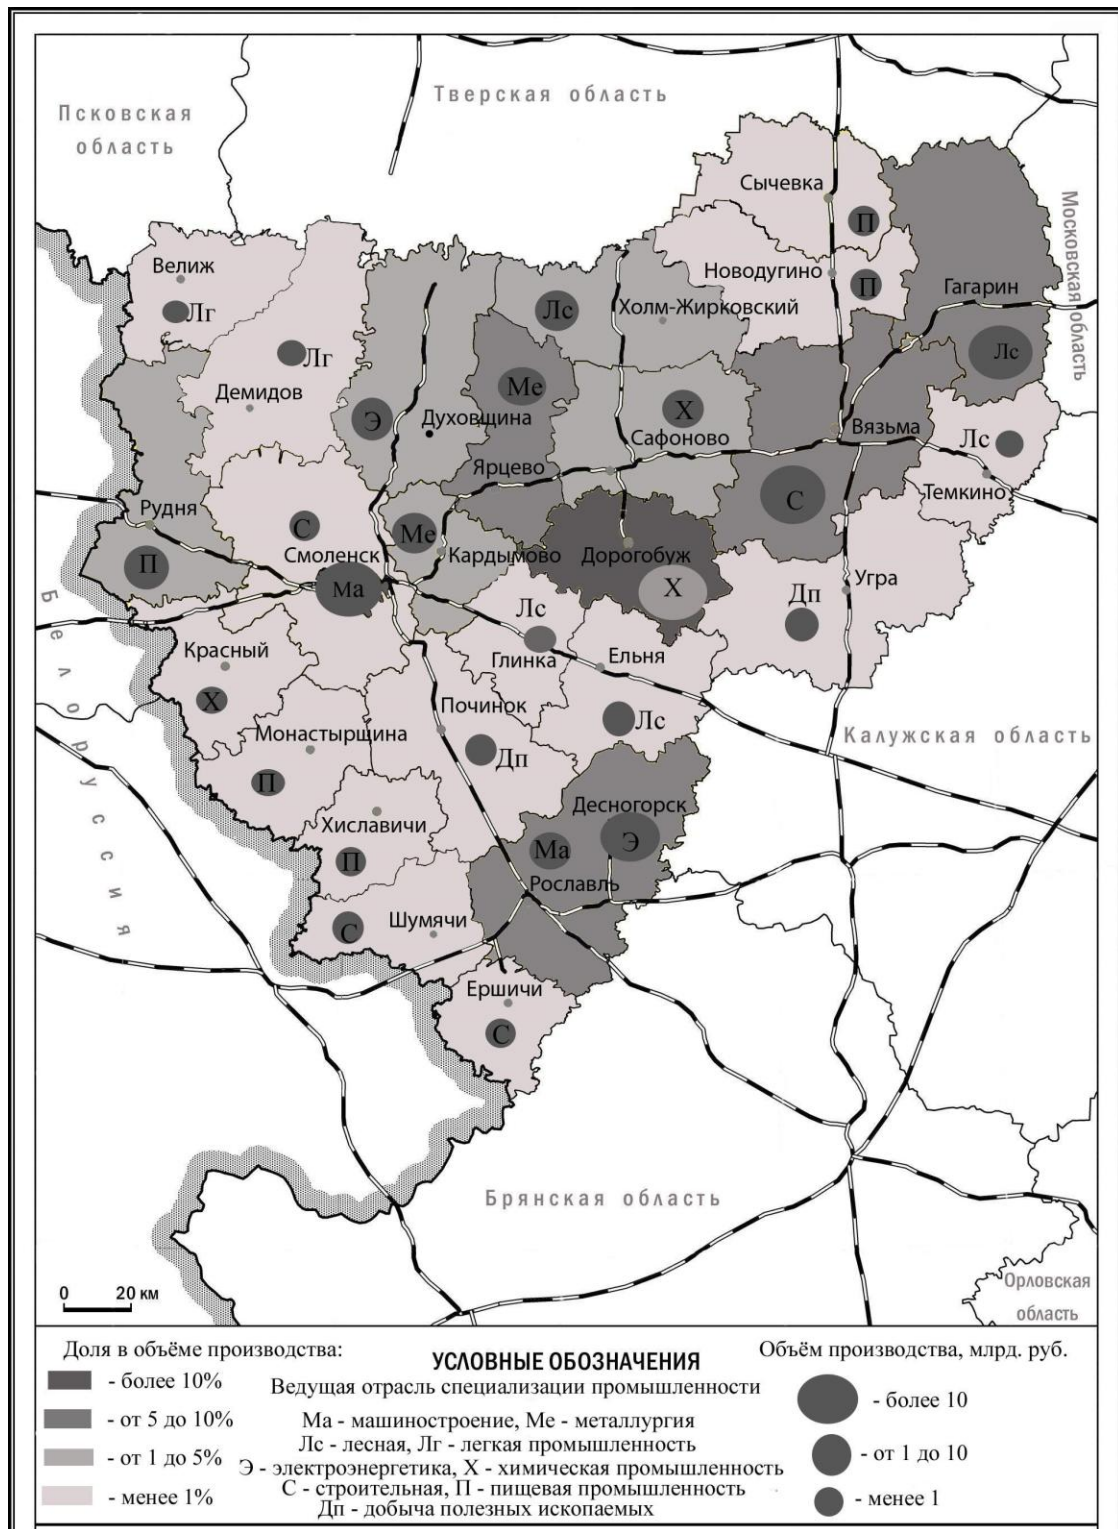 Псковская
область
Тверская область
Московская область
Сычевка
П
Велиж
Лг
Новодугино
П
Гагарин
Лс
Холм-Жирковский
Лс
Лг
Демидов
Ме
Э
Духовщина
Х
Сафоново
Вязьма
Лс
Темкино
Ярцево
С
Рудня
П
С
Смоленск
Ма
Ме
Кардымово
Дорогобуж
Х
Угра
Дп
Белоруссия
Лс
Глинка
Ельня
Лс
Красный
Х
Починок
Дп
Монастырщина
П
Калужская область
Хиславичи
П
Десногорск
Э
Ма
Рославль
Шумячи
С
Ершичи
С
Брянская область
Орловская
область
0 20 км
Доля в объёме производства:
- более 10%
- от 5 до 10%
- от 1 до 5%
- менее 1%
УСЛОВНЫЕ ОБОЗНАЧЕНИЯ
Ведущая отрасль специализации промышленности
Ма - машиностроение, Ме - металлургия
Лс - лесная, Лг - легкая промышленность
Э - электроэнергетика, Х - химическая промышленность
С - строительная, П - пищевая промышленность
Дп - добыча полезных ископаемых
Объём производства, млрд. руб.
- более 10
- от 1 до 10
- менее 1